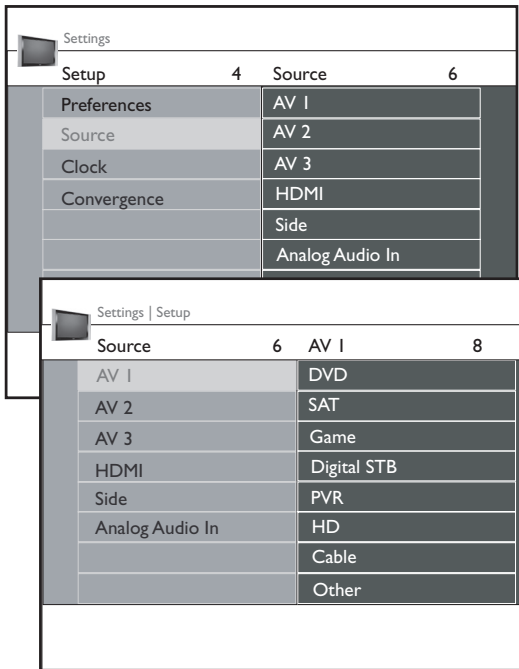 Settings
Setup 4 Source 6
Preferences AV 1
Source AV 2
Clock AV 3
Convergence HDMI
Side
Analog Audio In
Settings | Setup
Source 6 AV 1 8
AV 1 DVD
AV 2 SAT
AV 3 Game
HDMI Digital STB
Side PVR
Analog Audio In HD
Cable
Other